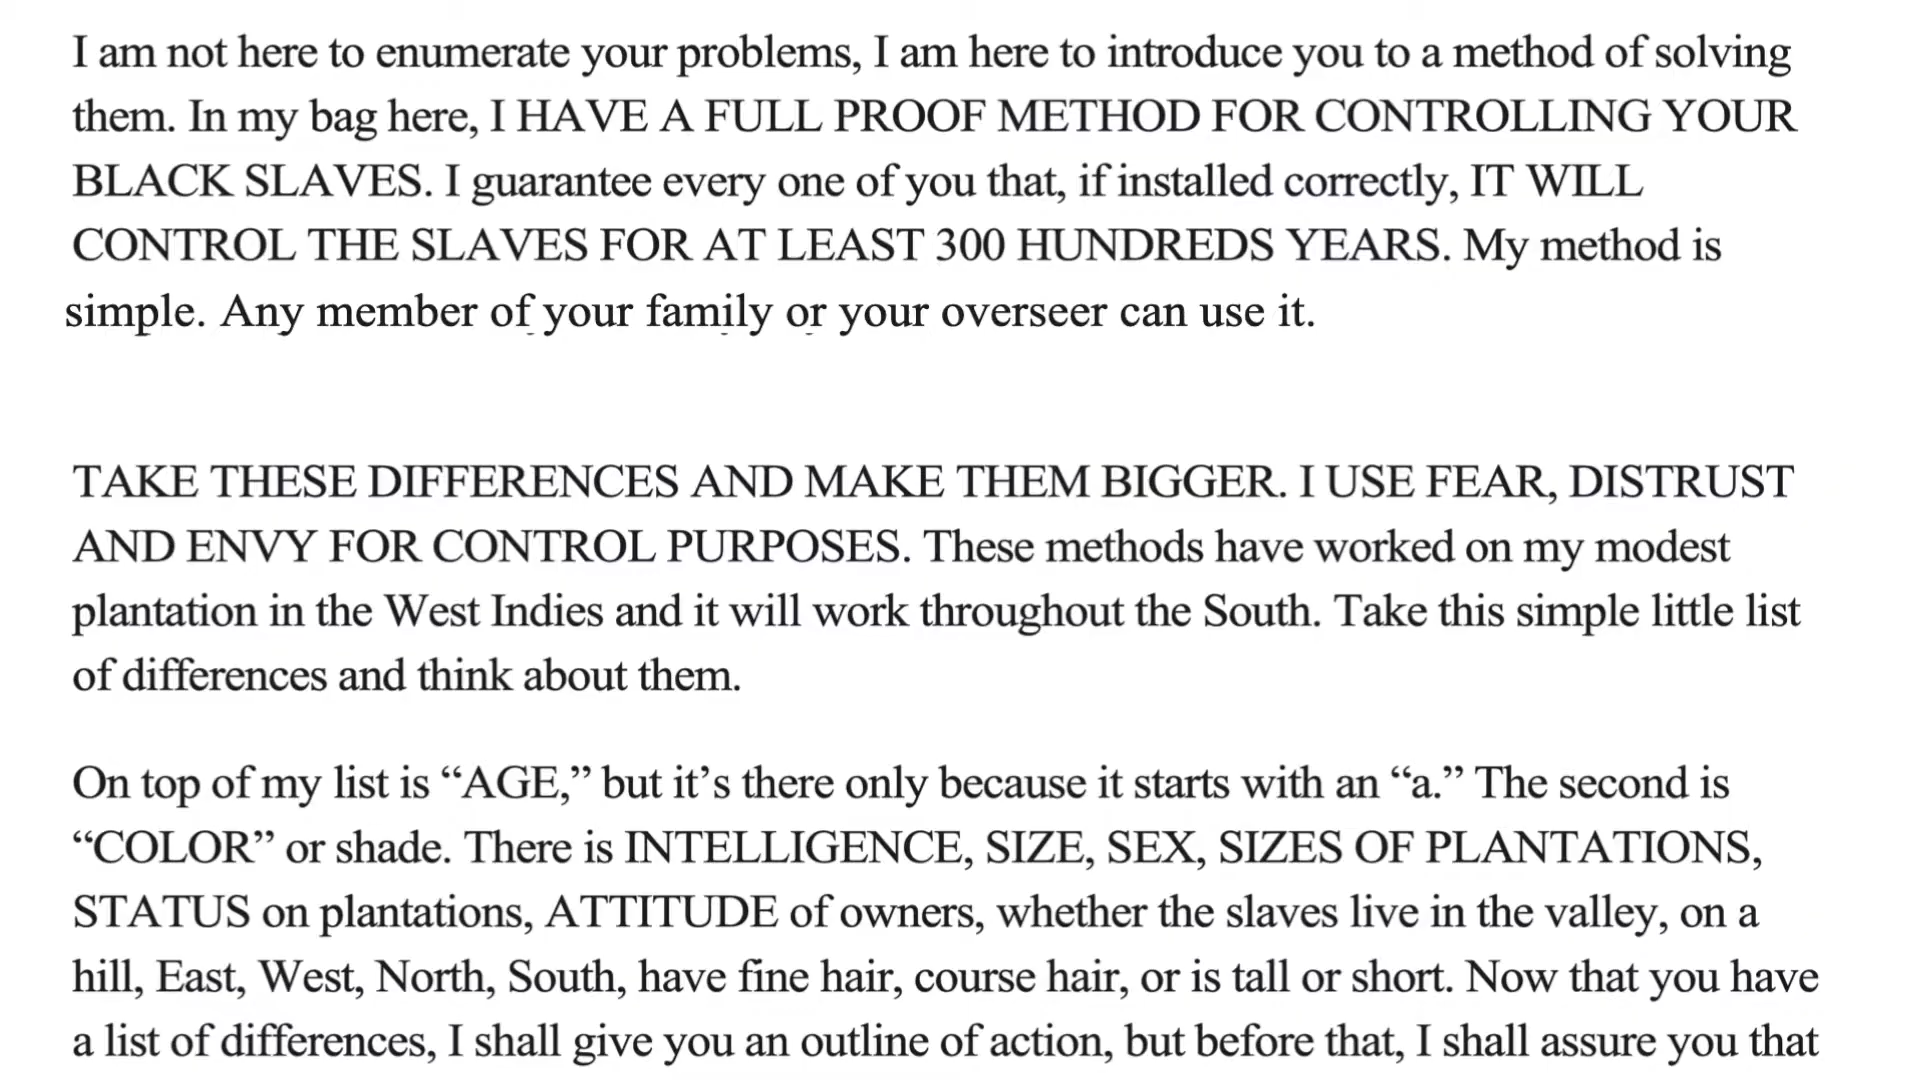 I am not here to enumerate your problems, I am here to introduce you to a method of solving
them. In my bag here, I HAVE A FULL PROOF METHOD FOR CONTROLLING YOUR
BLACK SLAVES. I guarantee every one of you that, if installed correctly, IT WILL
CONTROL THE SLAVES FOR AT LEAST 300 HUNDREDS YEARS. My method is
simple. Any member of your family or your overseer can use it.
TAKE THESE DIFFERENCES AND MAKE THEM BIGGER. I USE FEAR, DISTRUST
AND ENVY FOR CONTROL PURPOSES. These methods have worked on my modest
plantation in the West Indies and it will work throughout the South. Take this simple little list
of differences and think about them.
On top of my list is “AGE,” but it’s there only because it starts with an “a.” The second is
“COLOR” or shade. There is INTELLIGENCE, SIZE, SEX, SIZES OF PLANTATIONS,
STATUS on plantations, ATTITUDE of owners, whether the slaves live in the valley, on a
hill, East, West, North, South, have fine hair, course hair, or is tall or short. Now that you have
a list of differences, I shall give you an outline of action, but before that, I shall assure you that